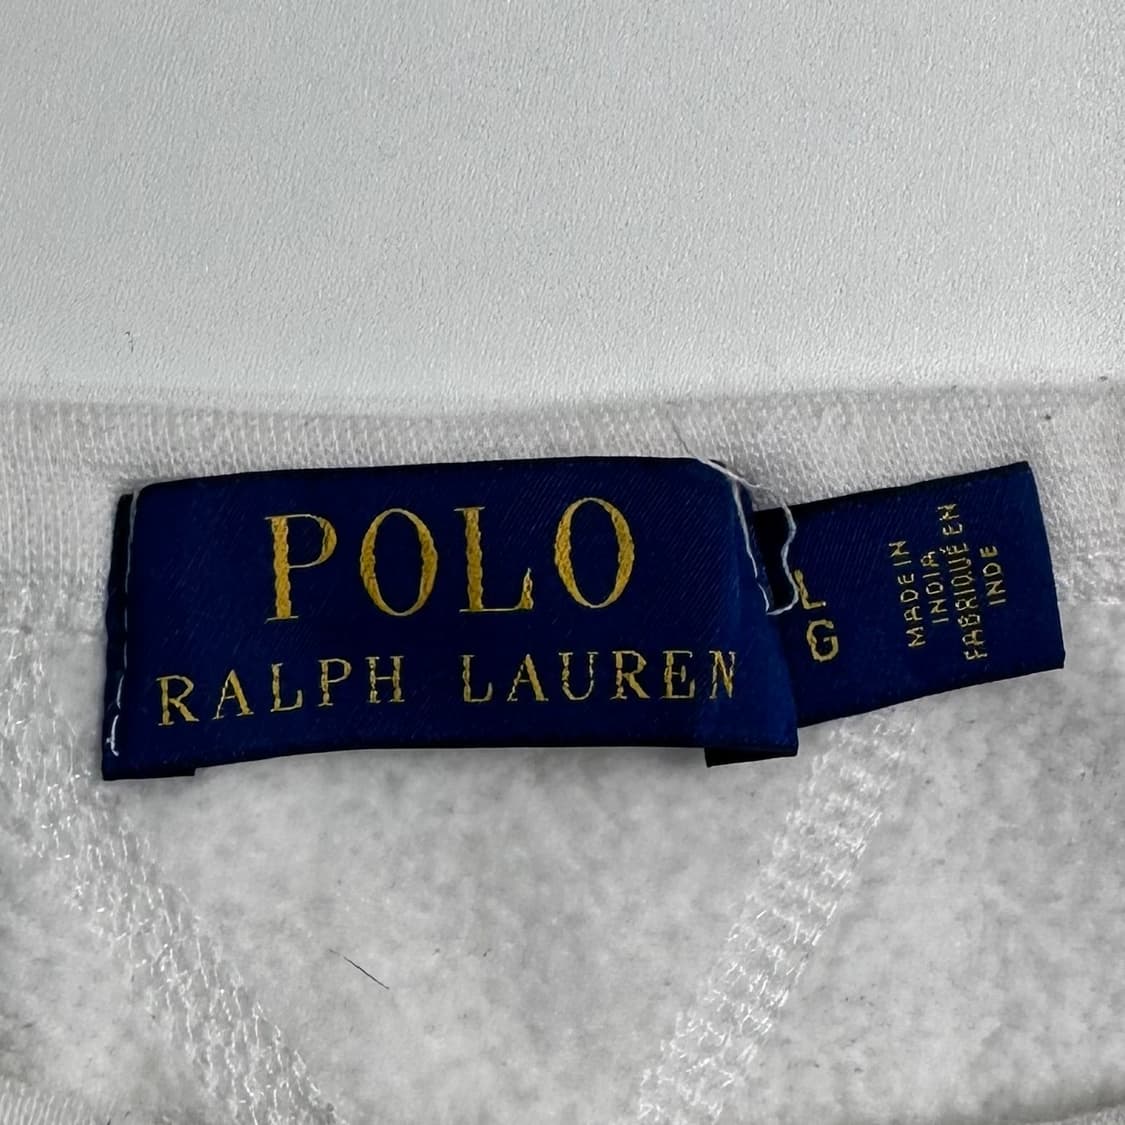 POLO
RALPH LAUREN
L
G
MADE IN
INDIA
FABRIQUÉ EN
INDE